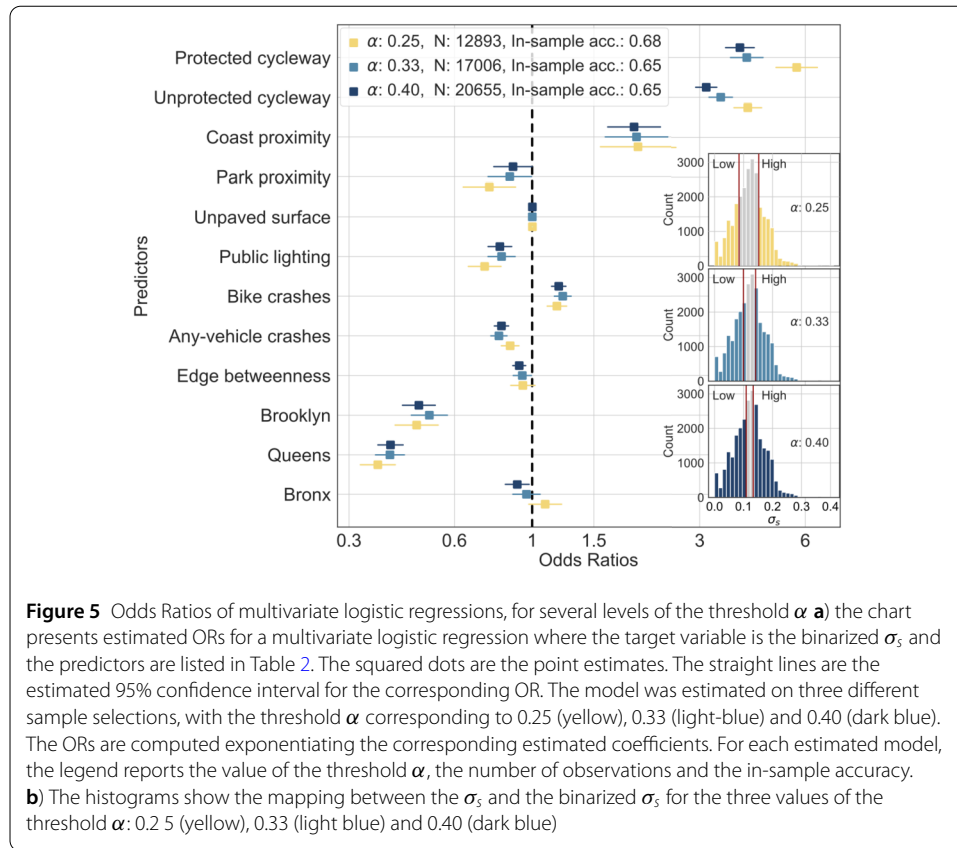 α: 0.25, N: 12893, In-sample acc.: 0.68
α: 0.33, N: 17006, In-sample acc.: 0.65
α: 0.40, N: 20655, In-sample acc.: 0.65
Predictors
Protected cycleway
Unprotected cycleway
Coast proximity
Park proximity
Unpaved surface
Public lighting
Bike crashes
Any-vehicle crashes
Edge betweenness
Brooklyn
Queens
Bronx
0.3 0.6 1 1.5 3 6
Odds Ratios
Low High
α: 0.25
Count
3000
2000
1000
0
Low High
α: 0.33
Count
3000
2000
1000
0
Low High
α: 0.40
Count
3000
2000
1000
0
0.0 0.1 0.2 0.3 0.4
σs
Figure 5 Odds Ratios of multivariate logistic regressions, for several levels of the threshold α a) the chart
presents estimated ORs for a multivariate logistic regression where the target variable is the binarized σs and
the predictors are listed in Table 2. The squared dots are the point estimates. The straight lines are the
estimated 95% confidence interval for the corresponding OR. The model was estimated on three different
sample selections, with the threshold α corresponding to 0.25 (yellow), 0.33 (light-blue) and 0.40 (dark blue).
The ORs are computed exponentiating the corresponding estimated coefficients. For each estimated model,
the legend reports the value of the threshold α, the number of observations and the in-sample accuracy.
b) The histograms show the mapping between the σs and the binarized σs for the three values of the
threshold α: 0.2 5 (yellow), 0.33 (light blue) and 0.40 (dark blue)